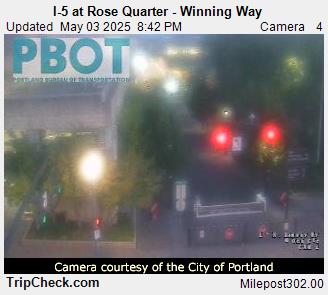 I-5 at Rose Quarter - Winning Way
Updated May 03 2025 8:42 PM Camera 4
PBOT
PORTLAND BUREAU OF TRANSPORTATION
Camera courtesy of the City of Portland
TripCheck.com Milepost302.00